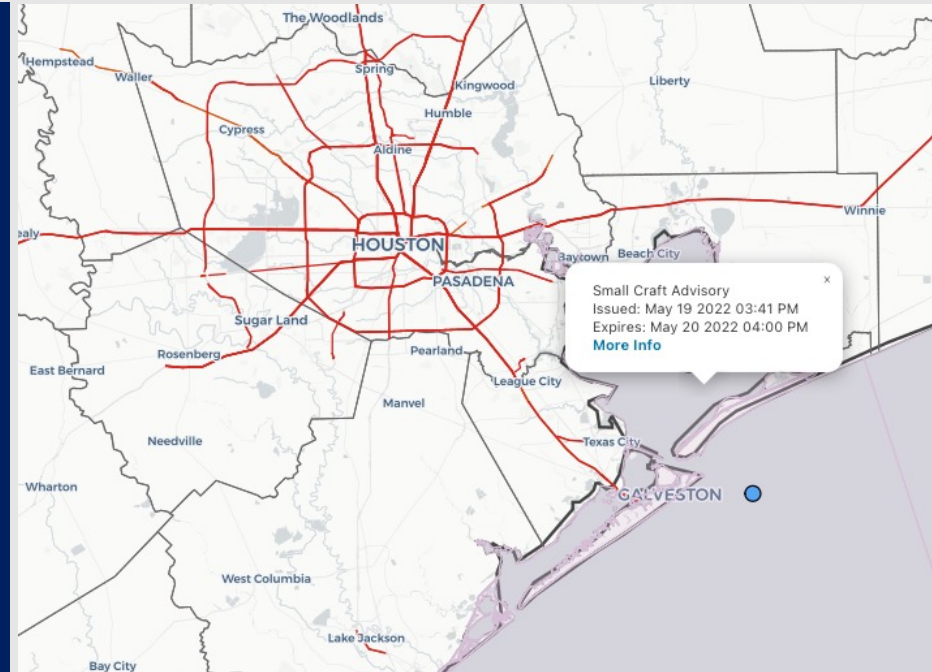 The Woodlands
Hempstead
Waller
Spring
Kingwood
Liberty
Humble
Cypress
Aldine
Winnie
ealy
HOUSTON
Baytown
Beach City
PASADENA
×
Small Craft Advisory
Issued: May 19 2022 03:41 PM
Expires: May 20 2022 04:00 PM
More Info
Sugar Land
Rosenberg
Pearland
East Bernard
League City
Manvel
Needville
Texas City
Wharton
GALVESTON
West Columbia
Lake Jackson
Bay City